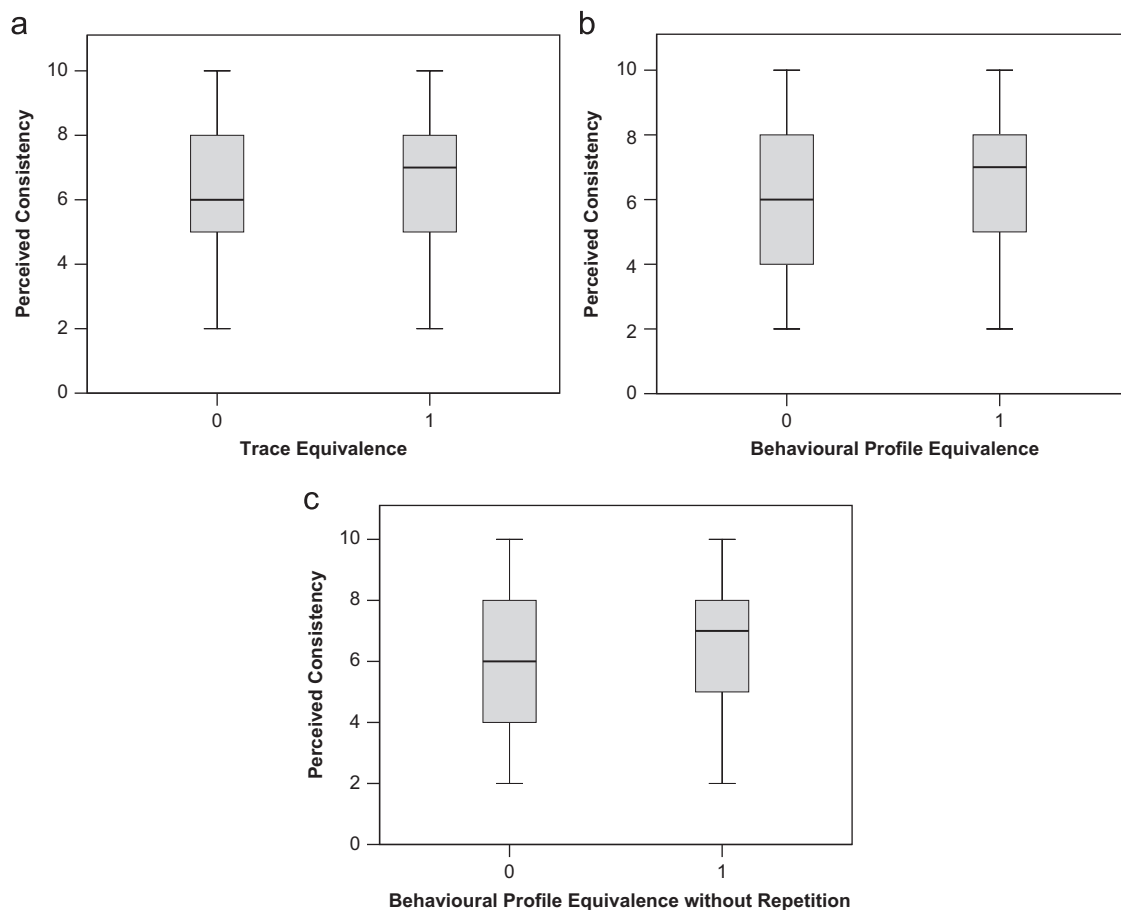 a
Perceived Consistency
10
8
6
4
2
0
0 1
Trace Equivalence
b
Perceived Consistency
10
8
6
4
2
0
0 1
Behavioural Profile Equivalence
c
Perceived Consistency
10
8
6
4
2
0
0 1
Behavioural Profile Equivalence without Repetition